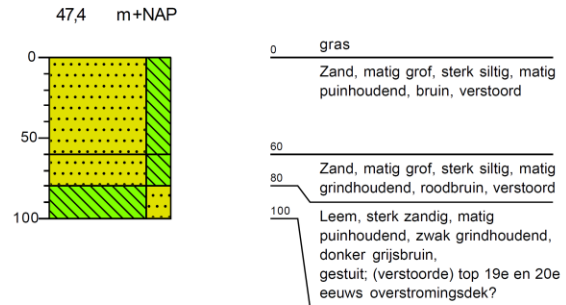 47,4 m+NAP
0
50
100
0 gras
Zand, matig grof, sterk siltig, matig
puinhoudend, bruin, verstoord
60
Zand, matig grof, sterk siltig, matig
80 grindhoudend, roodbruin, verstoord
100 Leem, sterk zandig, matig
puinhoudend, zwak grindhoudend,
donker grijsbruin,
gestuit; (verstoorde) top 19e en 20e
eeuws overstromingsdek?